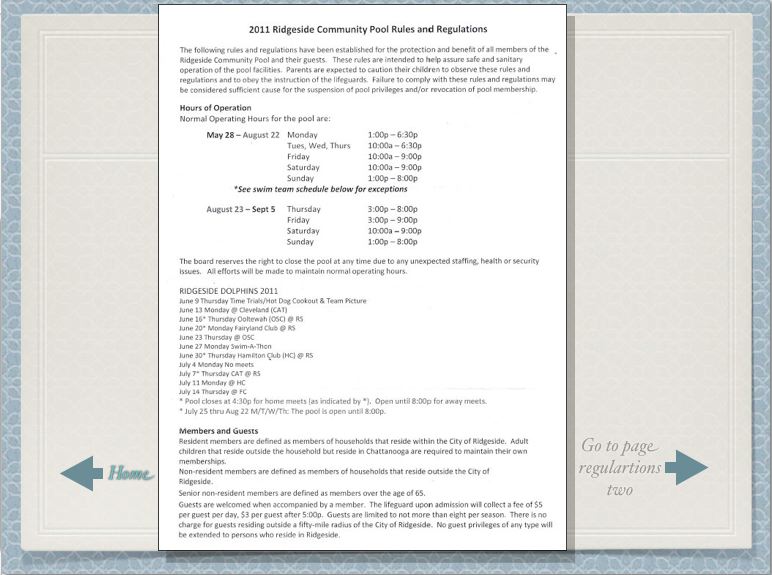 2011 Ridgeside Community Pool Rules and Regulations
The following rules and regulations have been established for the protection and benefit of all members of the
Ridgeside Community Pool and their guests. These rules are intended to help assure safe and sanitary
operation of the pool facilities. Parents are expected to caution their children to observe these rules and
regulations and to obey the instruction of the lifeguards. Failure to comply with these rules and regulations may
be considered sufficient cause for the suspension of pool privileges and/or revocation of pool membership.
Hours of Operation
Normal Operating Hours for the pool are:
May 28 – August 22 Monday 1:00p – 6:30p
Tues, Wed, Thurs 10:00a – 6:30p
Friday 10:00a – 9:00p
Saturday 10:00a – 9:00p
Sunday 1:00p – 8:00p
*See swim team schedule below for exceptions
August 23 – Sept 5 Thursday 3:00p – 8:00p
Friday 3:00p – 9:00p
Saturday 10:00a – 9:00p
Sunday 1:00p – 8:00p
The board reserves the right to close the pool at any time due to any unexpected staffing, health or security
issues. All efforts will be made to maintain normal operating hours.
RIDGESIDE DOLPHINS 2011
June 9 Thursday Time Trials/Hot Dog Cookout & Team Picture
June 13 Monday @ Cleveland (CAT)
June 16* Thursday Ooltewah (OSC) @ RS
June 20* Monday Fairyland Club @ RS
June 23 Thursday @ OSC
June 27 Monday Swim-A-Thon
June 30* Thursday Hamilton Club (HC) @ RS
July 4 Monday No meets
July 7* Thursday CAT @ RS
July 11 Monday @ HC
July 14 Thursday @ FC
* Pool closes at 4:30p for home meets (as indicated by *). Open until 8:00p for away meets.
* July 25 thru Aug 22 M/T/W/Th: The pool is open until 8:00p.
Members and Guests
Resident members are defined as members of households that reside within the City of Ridgeside. Adult
children that reside outside the household but reside in Chattanooga are required to maintain their own
memberships.
Non-resident members are defined as members of households that reside outside the City of
Ridgeside.
Senior non-resident members are defined as members over the age of 65.
Guests are welcomed when accompanied by a member. The lifeguard upon admission will collect a fee of $5
per guest per day, $3 per guest after 5:00p. Guests are limited to not more than eight per season. There is no
charge for guests residing outside a fifty-mile radius of the City of Ridgeside. No guest privileges of any type will
be extended to persons who reside in Ridgeside.
Home
Go to page
regulartions
two